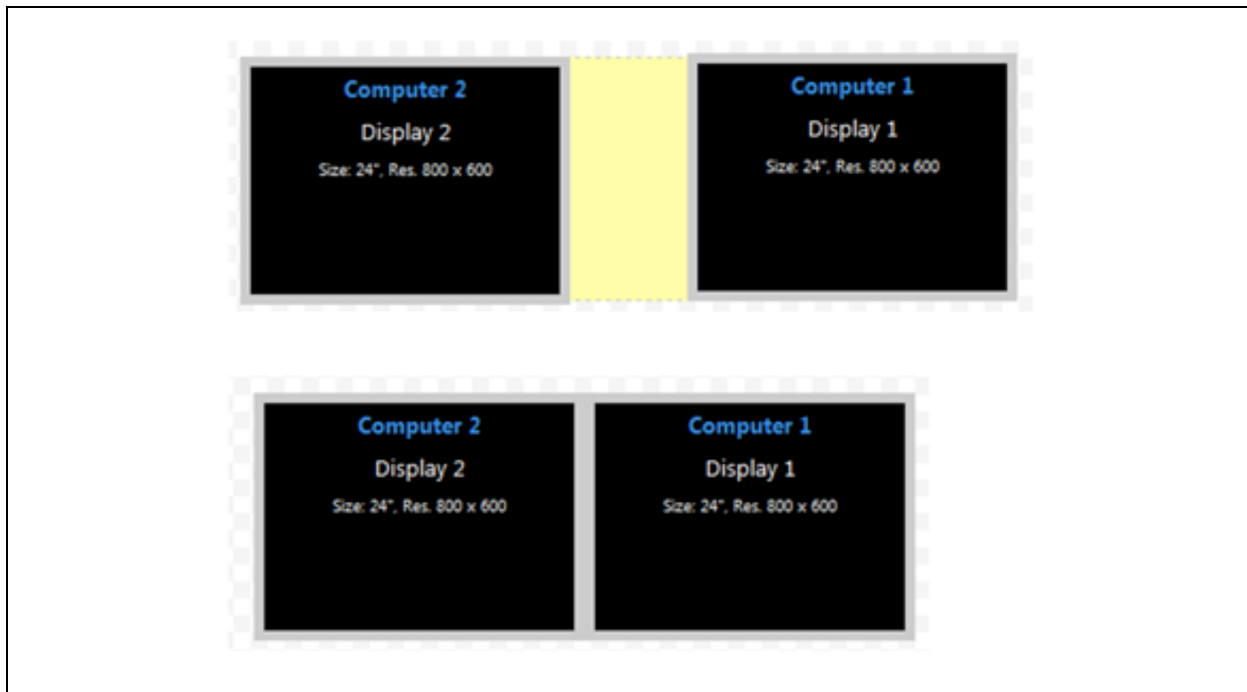 Computer 2
Display 2
Size: 24", Res. 800 x 600
Computer 1
Display 1
Size: 24", Res. 800 x 600
Computer 2
Display 2
Size: 24", Res. 800 x 600
Computer 1
Display 1
Size: 24", Res. 800 x 600